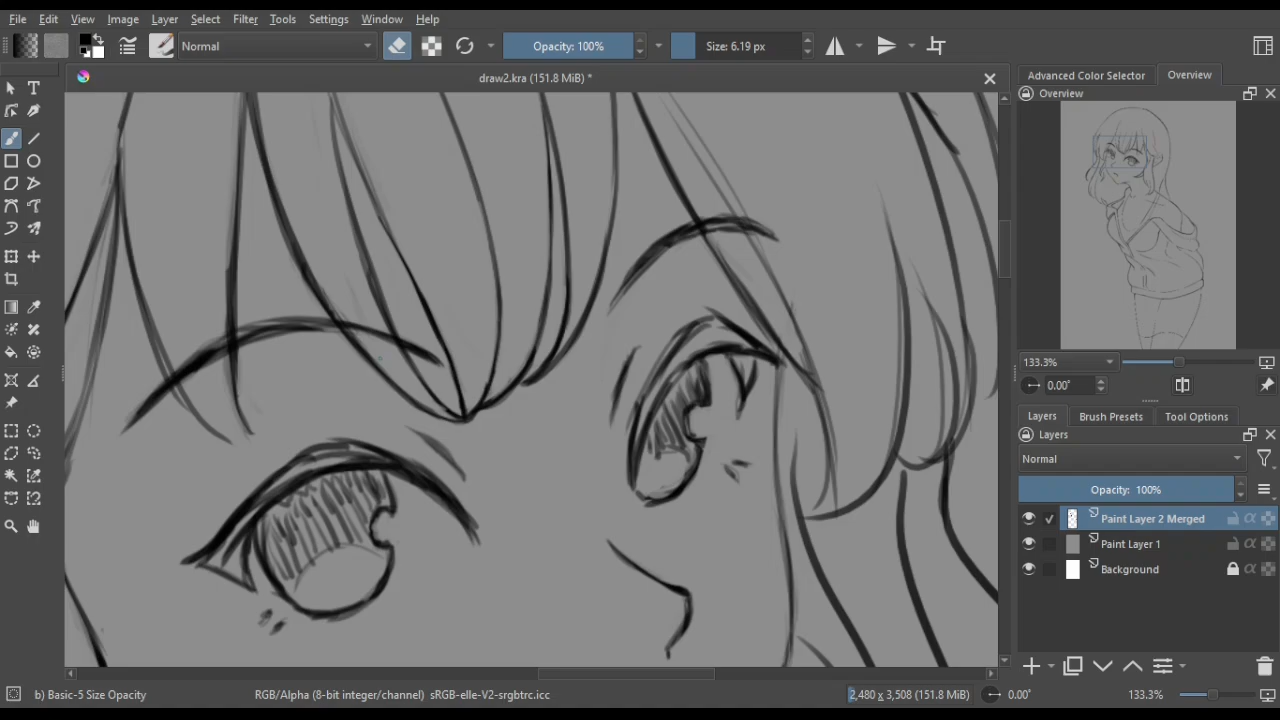 File Edit View Image Layer Select Filter Tools Settings Window Help
Normal Opacity: 100% Size: 6.19 px
draw2.kra (151.8 MiB) *
Advanced Color Selector Overview
Overview
133.3%
0.00°
Layers Brush Presets Tool Options
Layers
Normal
Opacity: 100%
Paint Layer 2 Merged
Paint Layer 1
Background
b) Basic-5 Size Opacity RGB/Alpha (8-bit integer/channel) sRGB-elle-V2-srgbtrc.icc 2,480 x 3,508 (151.8 MiB) 0.00° 133.3%